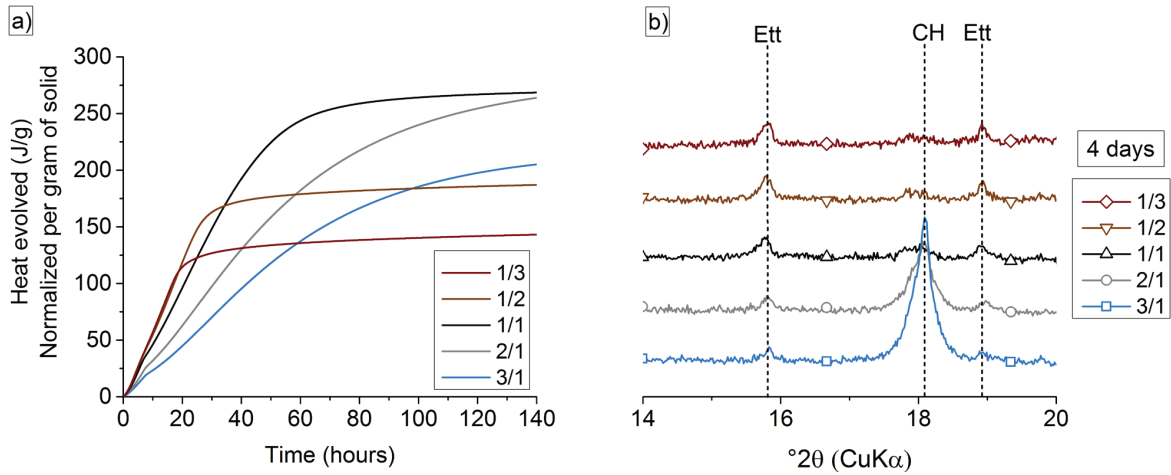 a)
Heat evolved (J/g)
Normalized per gram of solid
300
250
200
150
100
50
0
0 20 40 60 80 100 120 140
Time (hours)
1/3
1/2
1/1
2/1
3/1
b)
Ett CH Ett
14 16 18 20
°2θ (CuKα)
4 days
1/3
1/2
1/1
2/1
3/1